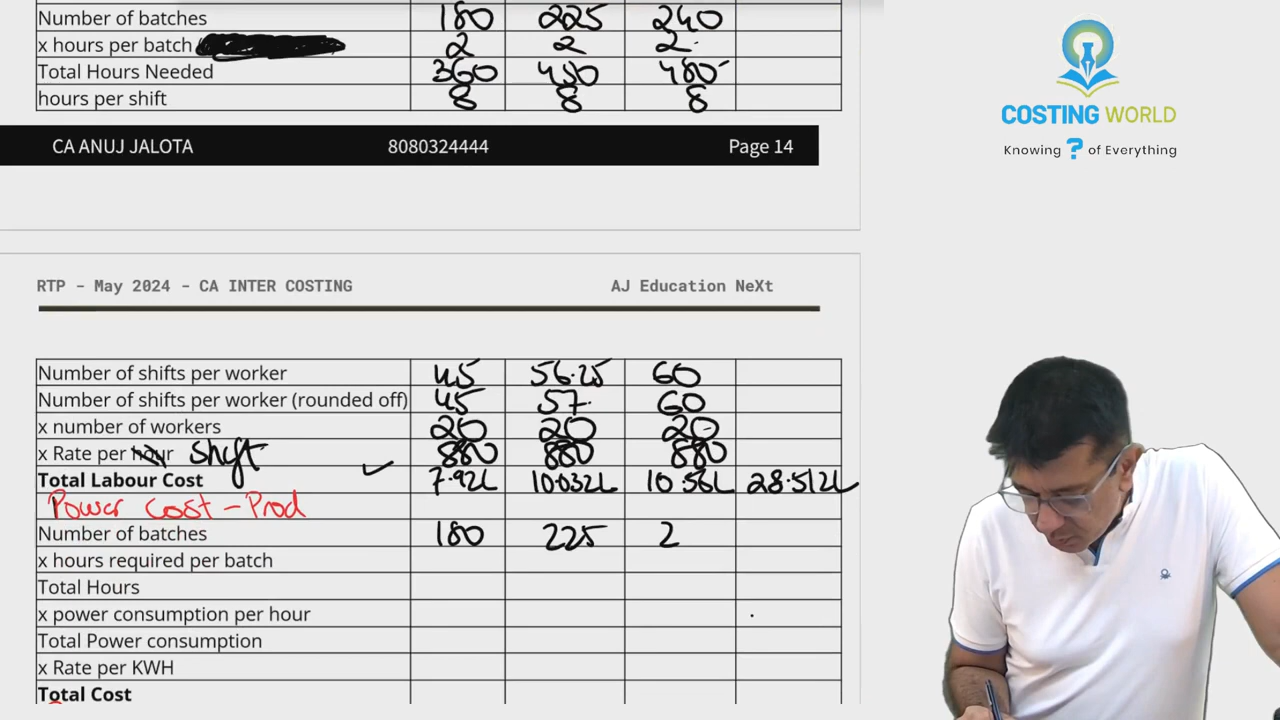 Number of batches 180 225 240
x hours per batch 2 2 2
Total Hours Needed 360 450 480
hours per shift 8 8 8
CA ANUJ JALOTA 8080324444 Page 14
COSTING WORLD
Knowing ? of Everything
RTP - May 2024 - CA INTER COSTING AJ Education NeXt
Number of shifts per worker 45 56.25 60
Number of shifts per worker (rounded off) 45 57 60
x number of workers 20 20 20
x Rate per hour shift 880 880 880
Total Labour Cost 7.92L 10.032L 10.56L 28.512L
Power Cost - Prod
Number of batches 180 225 2
x hours required per batch
Total Hours
x power consumption per hour
Total Power consumption
x Rate per KWH
Total Cost